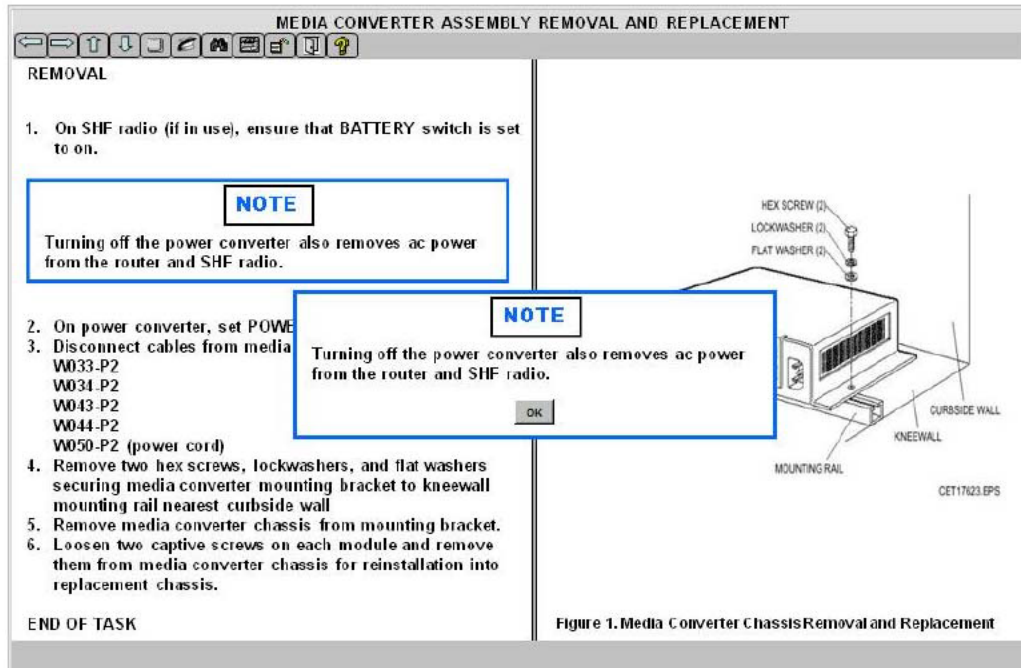 MEDIA CONVERTER ASSEMBLY REMOVAL AND REPLACEMENT
REMOVAL
1. On SHF radio (if in use), ensure that BATTERY switch is set
to on.
NOTE
Turning off the power converter also removes ac power
from the router and SHF radio.
2. On power converter, set
3. Disconnect cables from media
W033-P2
W034-P2
W043-P2
W044-P2
W050-P2 (power cord)
4. Remove two hex screws, lockwashers, and flat washers
securing media converter mounting bracket to kneewall
mounting rail nearest curbside wall
5. Remove media converter chassis from mounting bracket.
6. Loosen two captive screws on each module and remove
them from media converter chassis for reinstallation into
replacement chassis.
END OF TASK
NOTE
Turning off the power converter also removes ac power
from the router and SHF radio.
OK
HEX SCREW (2)
LOCKWASHER (2)
FLAT WASHER (2)
CURBSIDE WALL
KNEEWALL
MOUNTING RAIL
CET17623.EPS
Figure 1. Media Converter Chassis Removal and Replacement